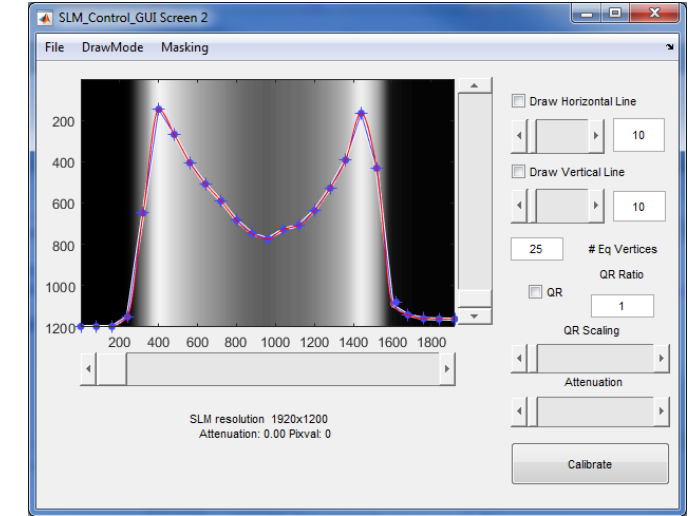 SLM_Control_GUI Screen 2
File DrawMode Masking
200
400
600
800
1000
1200
200 400 600 800 1000 1200 1400 1600 1800
SLM resolution 1920x1200
Attenuation: 0.00 Pixval: 0
Draw Horizontal Line
10
Draw Vertical Line
10
25 # Eq Vertices
QR Ratio
QR
1
QR Scaling
Attenuation
Calibrate